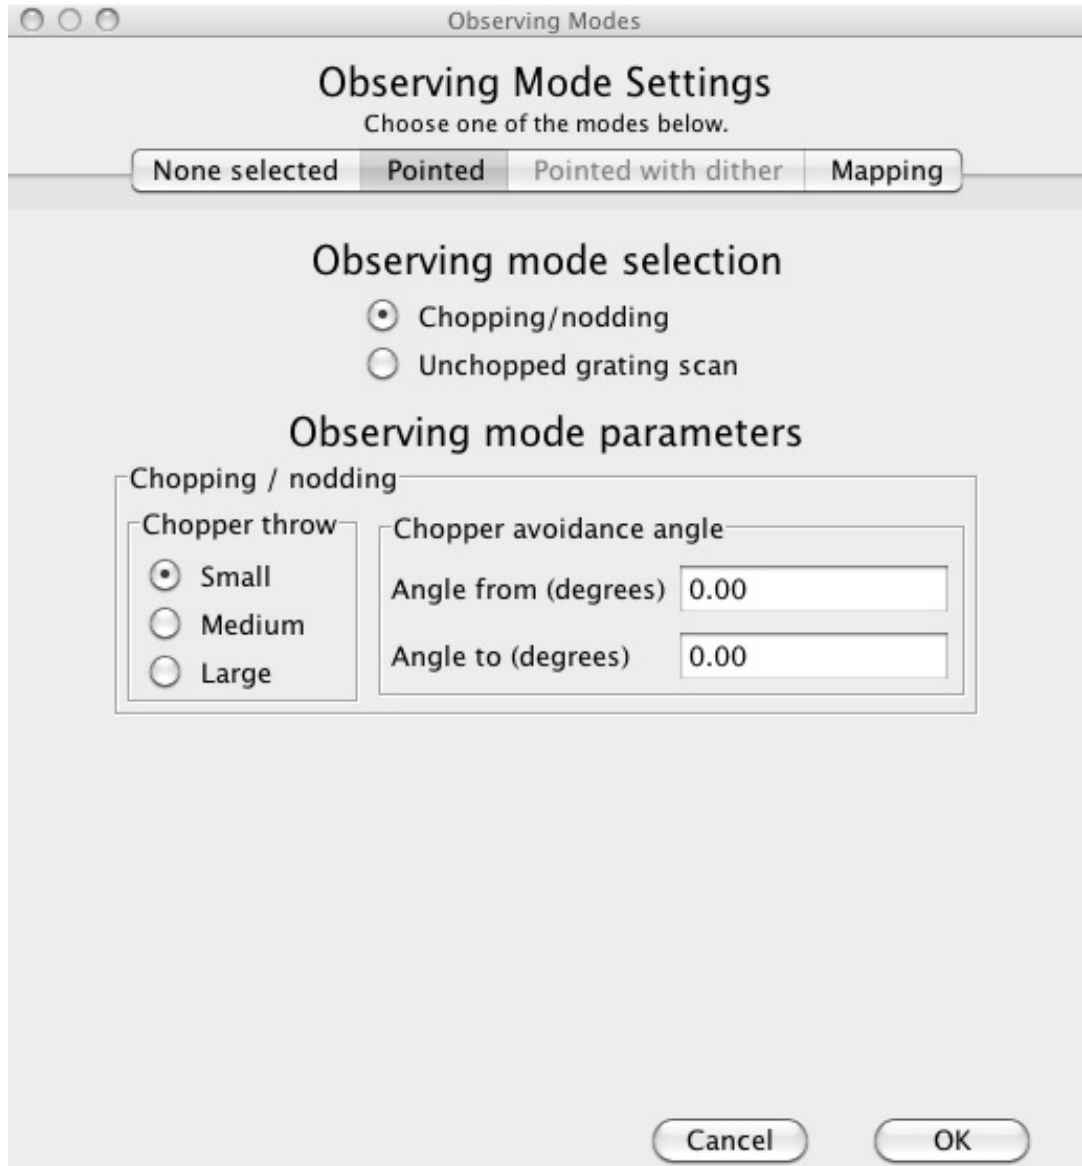 Observing Modes
Observing Mode Settings
Choose one of the modes below.
None selected Pointed Pointed with dither Mapping
Observing mode selection
Chopping/nodding
Unchopped grating scan
Observing mode parameters
Chopping / nodding
Chopper throw
Small
Medium
Large
Chopper avoidance angle
Angle from (degrees) 0.00
Angle to (degrees) 0.00
Cancel OK